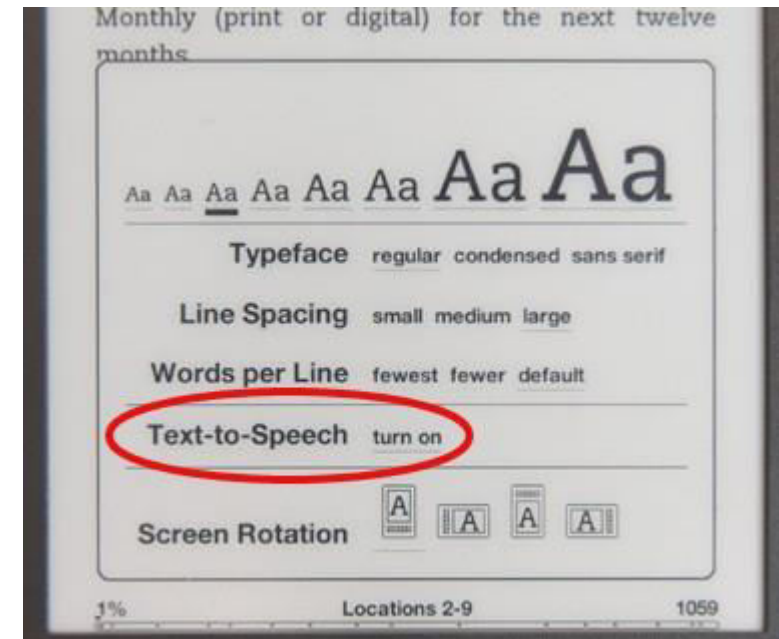 Monthly (print or digital) for the next twelve
months
Aa Aa Aa Aa Aa Aa Aa Aa
Typeface regular condensed sans serif
Line Spacing small medium large
Words per Line fewest fewer default
Text-to-Speech turn on
Screen Rotation A A A A
1% Locations 2-9 1059